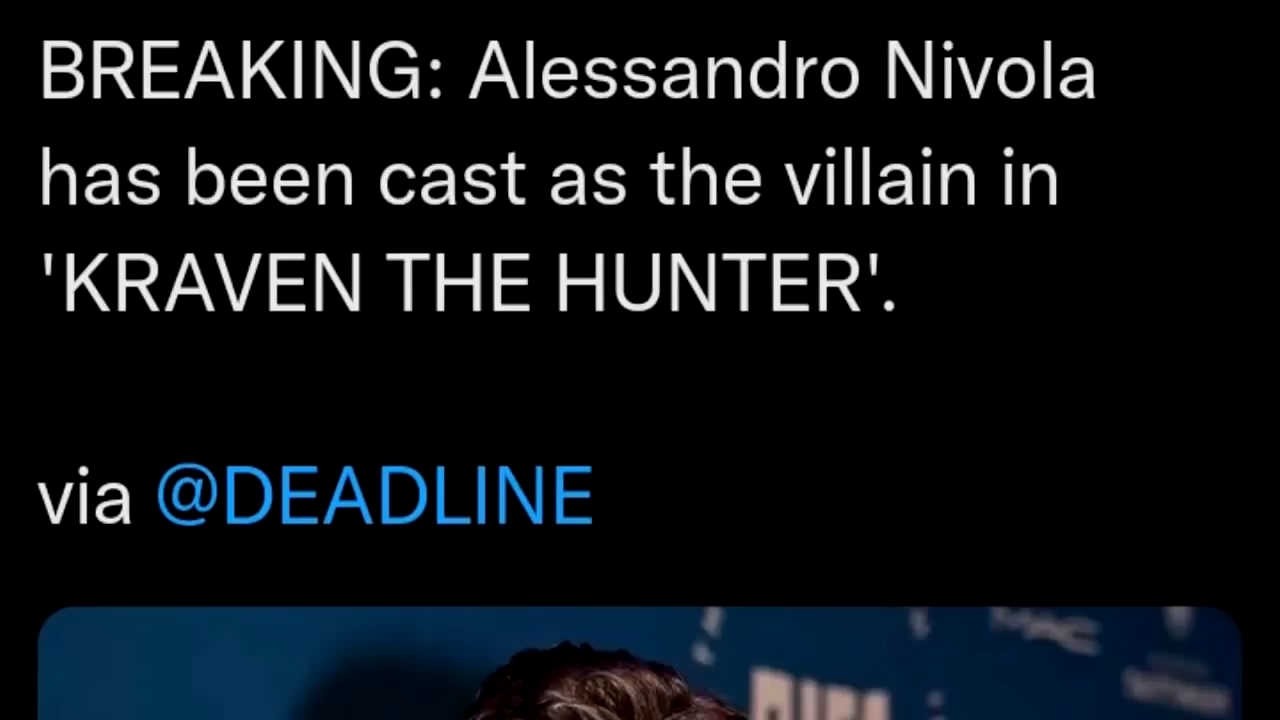 BREAKING: Alessandro Nivola
has been cast as the villain in
'KRAVEN THE HUNTER'.
via @DEADLINE